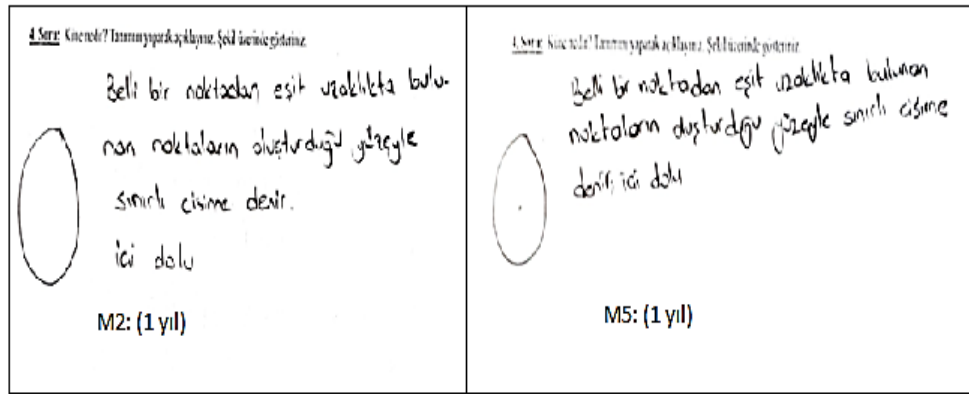 4.Soru: Küre nedir? Tanımını yaparak açıklayınız. Şekil üzerinde gösteriniz.
Belli bir noktadan eşit uzaklıkta bulu-
nan noktaların oluşturduğu yüzeyle
sınırlı cisime denir.
içi dolu
M2: (1 yıl)
4.Soru: Küre nedir? Tanımını yaparak açıklayınız. Şekil üzerinde gösteriniz.
Belli bir noktadan eşit uzaklıkta bulunan
noktaların oluşturduğu yüzeyle sınırlı cisime
denir, içi dolu
M5: (1 yıl)